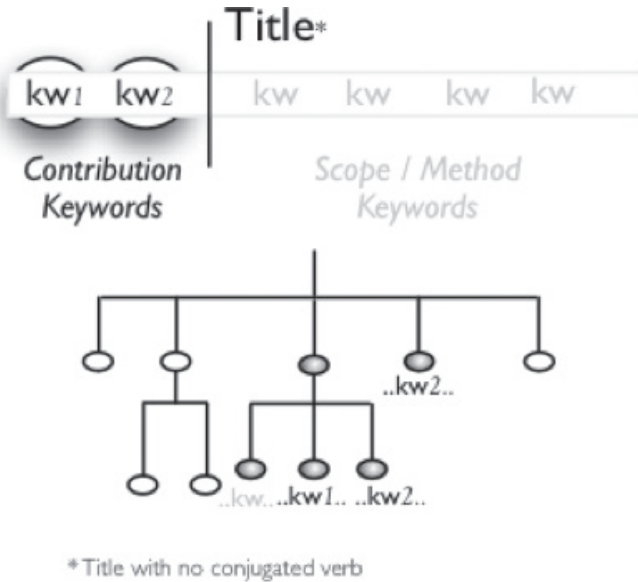 Title*
kw1 kw2 kw kw kw kw
Contribution
Keywords
Scope / Method
Keywords
..kw2..
..kw.. ..kw1.. ..kw2..
* Title with no conjugated verb